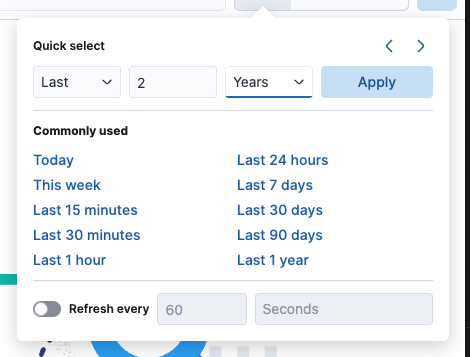 Quick select
Last 2 Years Apply
Commonly used
Today Last 24 hours
This week Last 7 days
Last 15 minutes Last 30 days
Last 30 minutes Last 90 days
Last 1 hour Last 1 year
Refresh every 60 Seconds